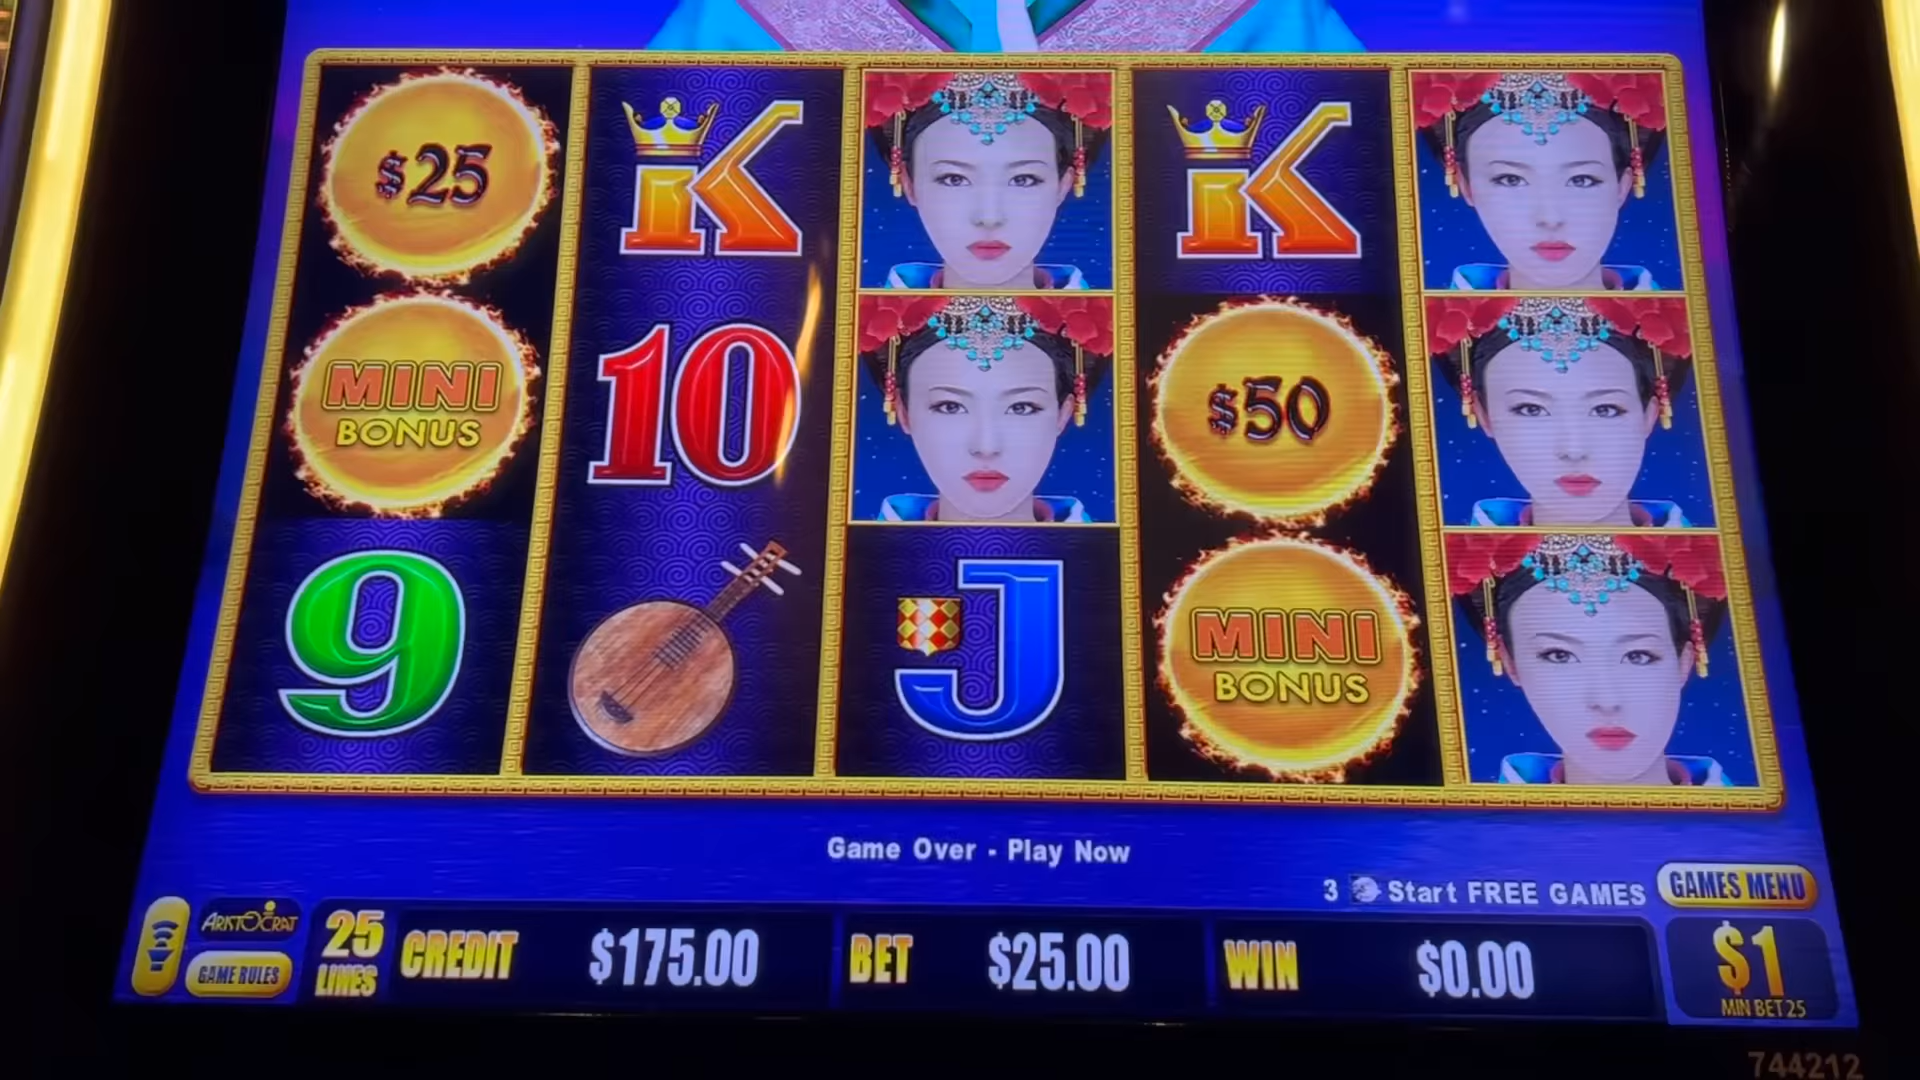 $25
K
K
MINI
BONUS
10
$50
9
J
MINI
BONUS
Game Over - Play Now
3 Start FREE GAMES
GAMES MENU
ARISTOCRAT
GAME RULES
25
LINES
CREDIT $175.00
BET $25.00
WIN $0.00
$1
MIN BET 25
744212